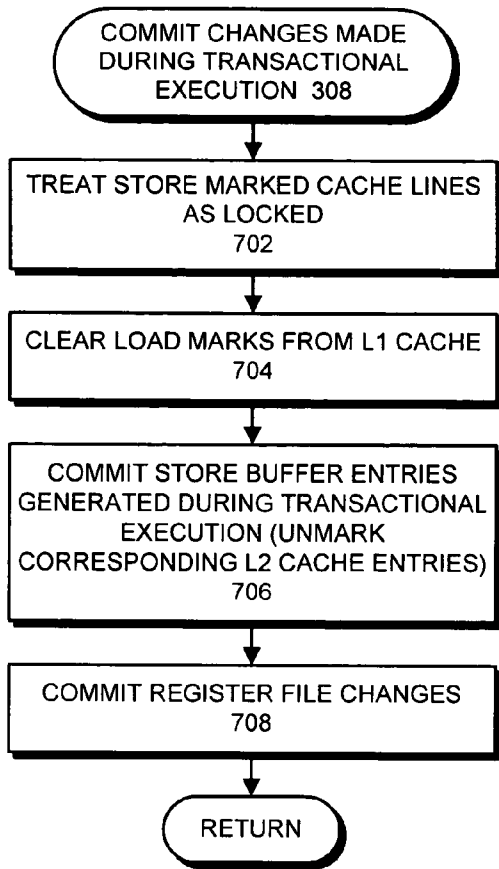 COMMIT CHANGES MADE
DURING TRANSACTIONAL
EXECUTION 308
TREAT STORE MARKED CACHE LINES
AS LOCKED
702
CLEAR LOAD MARKS FROM L1 CACHE
704
COMMIT STORE BUFFER ENTRIES
GENERATED DURING TRANSACTIONAL
EXECUTION (UNMARK
CORRESPONDING L2 CACHE ENTRIES)
706
COMMIT REGISTER FILE CHANGES
708
RETURN